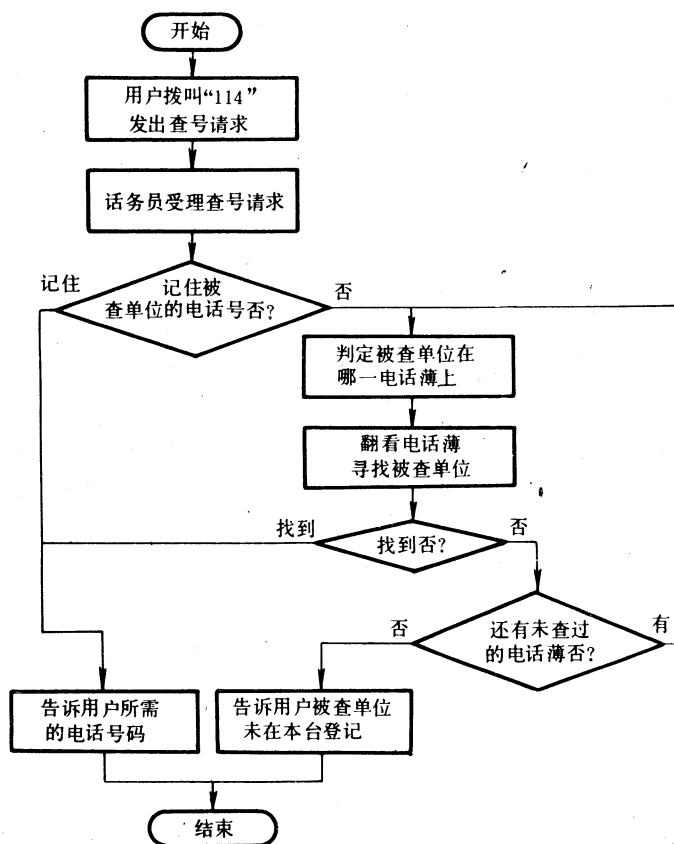 开始
用户拨叫“114”
发出查号请求
话务员受理查号请求
记住
记住被
查单位的电话号否?
否
判定被查单位在
哪一电话薄上
翻看电话薄
寻找被查单位
找到
找到否?
否
否
还有未查过
的电话薄否?
有
告诉用户所需
的电话号码
告诉用户被查单位
未在本台登记
结束